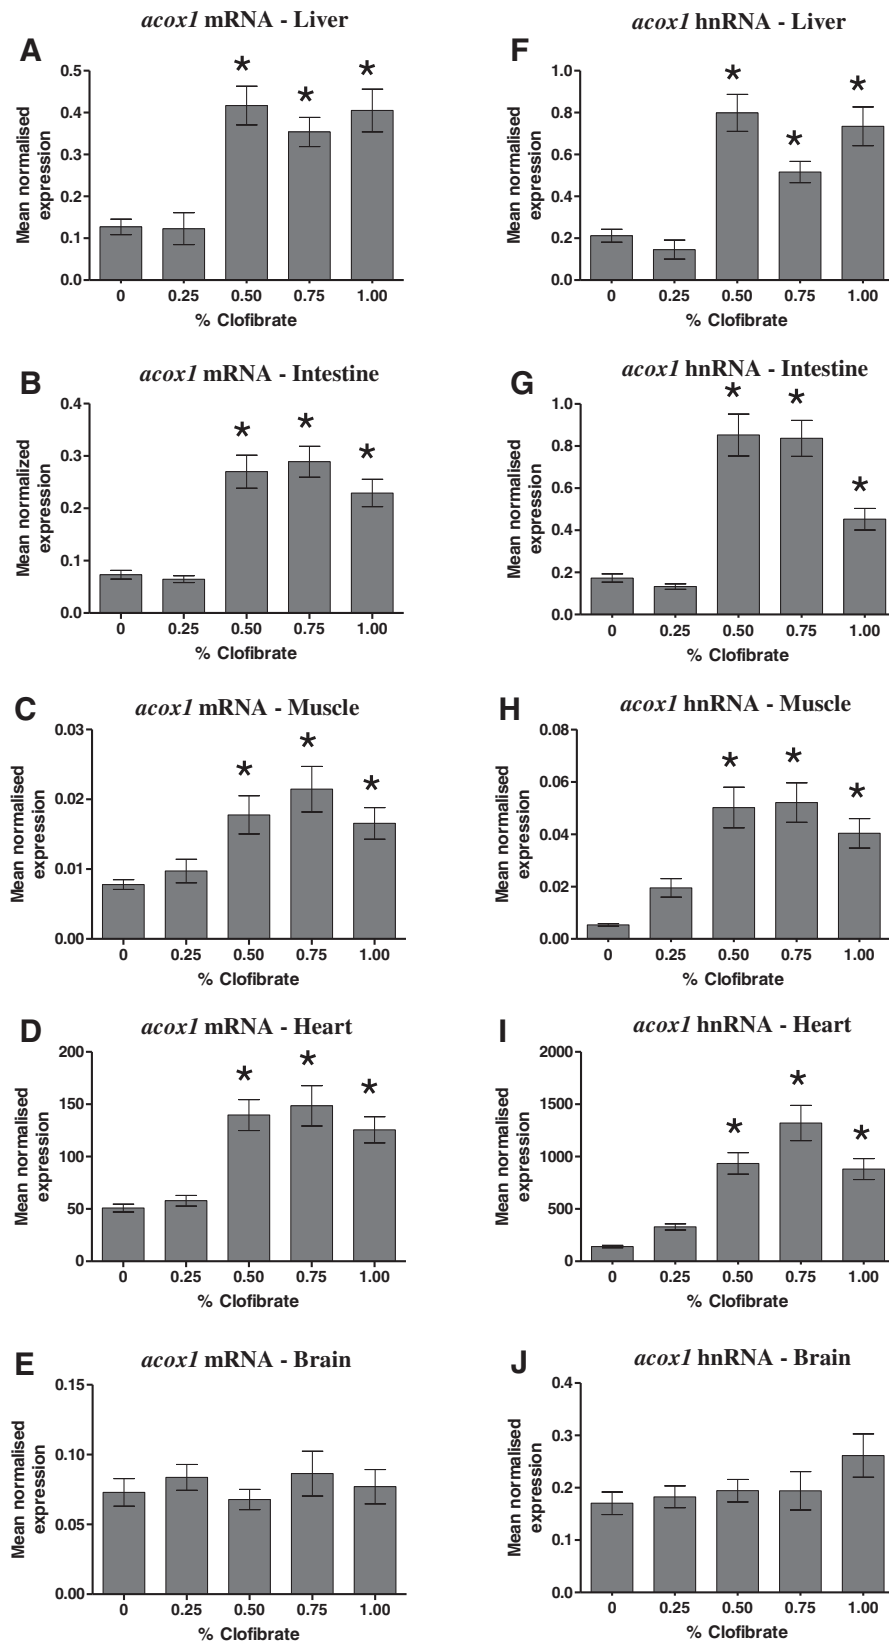 A
acox1 mRNA - Liver
Mean normalised
expression
0.5
0.4
0.3
0.2
0.1
0.0
* * *
0 0.25 0.50 0.75 1.00
% Clofibrate
F
acox1 hnRNA - Liver
Mean normalised
expression
1.0
0.8
0.6
0.4
0.2
0.0
* * *
0 0.25 0.50 0.75 1.00
% Clofibrate
B
acox1 mRNA - Intestine
Mean normalized
expression
0.4
0.3
0.2
0.1
0.0
* * *
0 0.25 0.50 0.75 1.00
% Clofibrate
G
acox1 hnRNA - Intestine
Mean normalised
expression
1.0
0.8
0.6
0.4
0.2
0.0
* * *
0 0.25 0.50 0.75 1.00
% Clofibrate
C
acox1 mRNA - Muscle
Mean normalised
expression
0.03
0.02
0.01
0.00
* * *
0 0.25 0.50 0.75 1.00
% Clofibrate
H
acox1 hnRNA - Muscle
Mean normalised
expression
0.08
0.06
0.04
0.02
0.00
* * *
0 0.25 0.50 0.75 1.00
% Clofibrate
D
acox1 mRNA - Heart
Mean normalised
expression
200
150
100
50
0
* * *
0 0.25 0.50 0.75 1.00
% Clofibrate
I
acox1 hnRNA - Heart
Mean normalised
expression
2000
1500
1000
500
0
* * *
0 0.25 0.50 0.75 1.00
% Clofibrate
E
acox1 mRNA - Brain
Mean normalised
expression
0.15
0.10
0.05
0.00
0 0.25 0.50 0.75 1.00
% Clofibrate
J
acox1 hnRNA - Brain
Mean normalised
expression
0.4
0.3
0.2
0.1
0.0
0 0.25 0.50 0.75 1.00
% Clofibrate